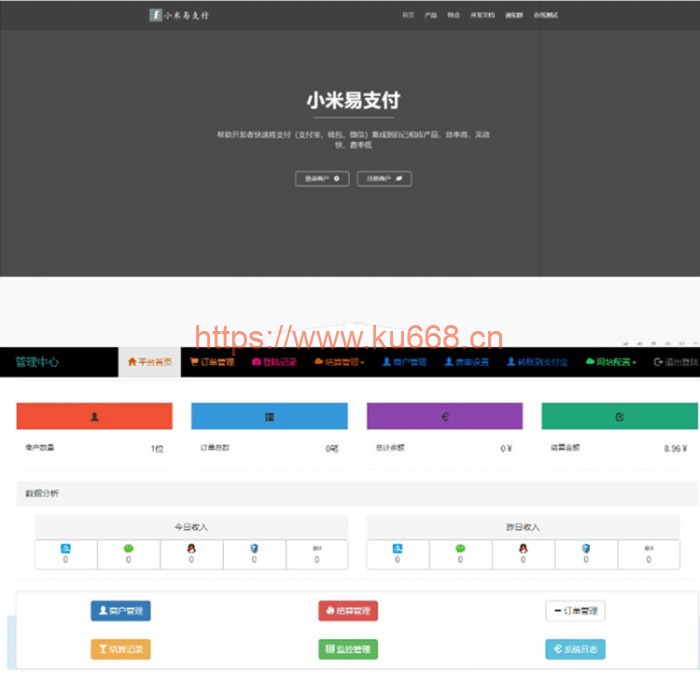 小米易支付
首页 产品 特点 开发文档 通知群 在线测试
小米易支付
帮助开发者快速将支付（支付宝、钱包、微信）集成到自己相应产品，效率高，见效
快，费率低
登录商户
注册商户
https://www.ku668.cn
管理中心 平台首页 订单管理 登陆记录 结算管理 商户管理 费率设置 转账到支付宝 网站配置 退出登陆
商户数量 1位
订单总数 0笔
总计余额 0￥
结算金额 8.96￥
数据分析
今日收入
昨日收入
0 0 0 0 0
0 0 0 0 0
商户管理 结算管理 订单管理
结算记录 监控管理 系统日志